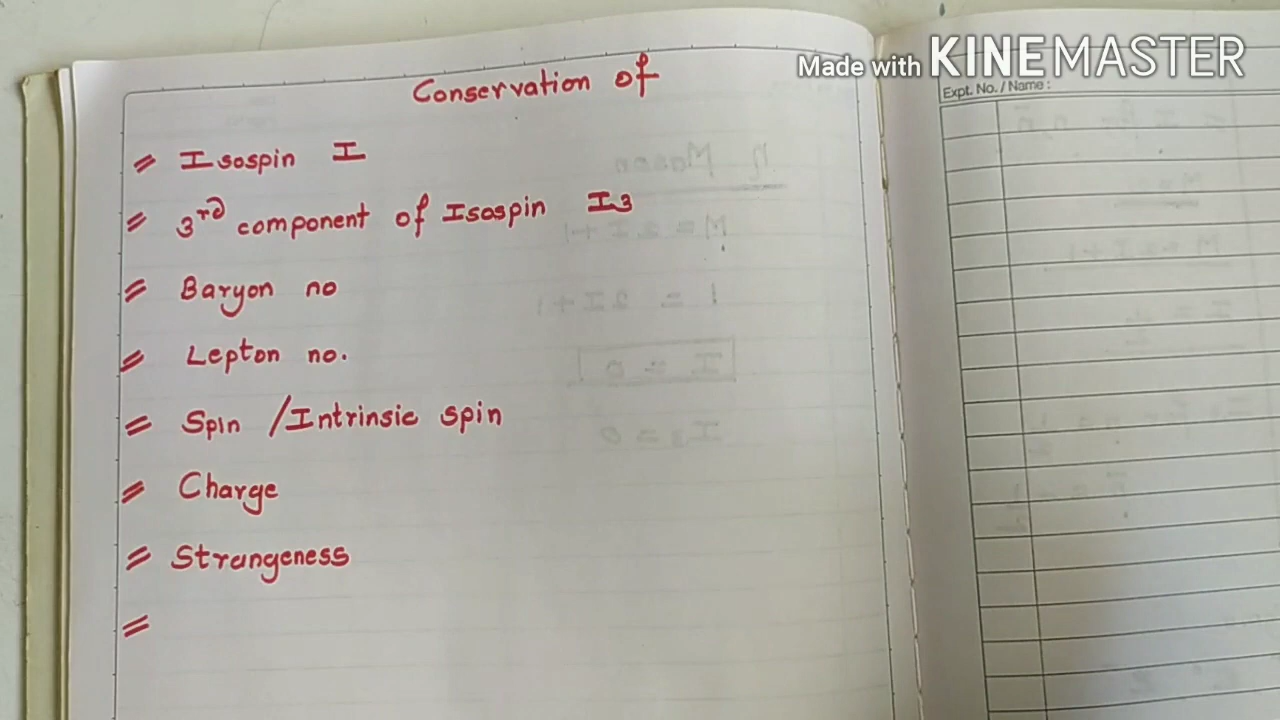 Made with KINEMASTER
Conservation of
Expt. No. / Name :
= Isospin I
= 3rd component of Isospin I3
= Baryon no
= Lepton no.
= Spin /Intrinsic spin
= Charge
= Strangeness
=